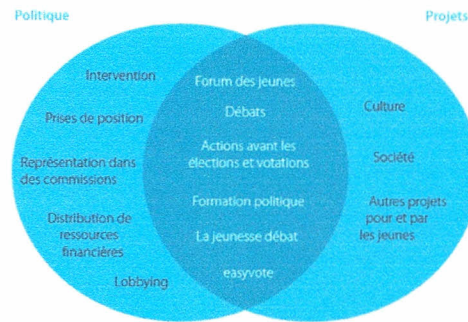 Politique
Projets
Intervention
Prises de position
Représentation dans
des commissions
Distribution de
ressources
financières
Lobbying
Forum des jeunes
Débats
Actions avant les
élections et votations
Formation politique
La jeunesse débat
easyvote
Culture
Société
Autres projets
pour et par
les jeunes